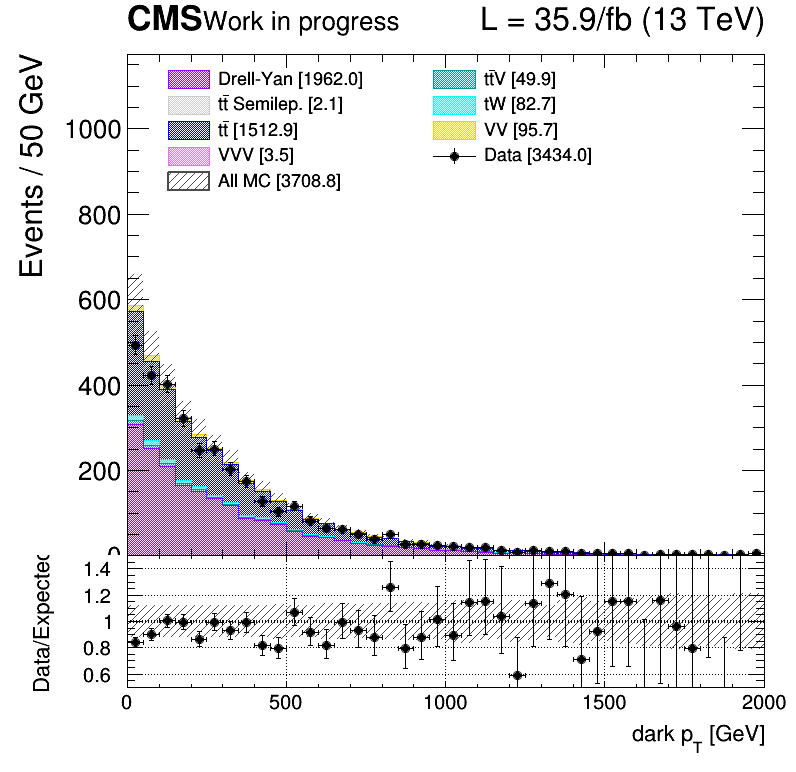 CMS Work in progress L = 35.9/fb (13 TeV)
Events / 50 GeV
Drell-Yan [1962.0]
tt̄ Semilep. [2.1]
tt̄ [1512.9]
VVV [3.5]
All MC [3708.8]
tt̄V [49.9]
tW [82.7]
VV [95.7]
Data [3434.0]
1000
800
600
400
200
0
Data/Expected
1.4
1.2
1
0.8
0.6
0 500 1000 1500 2000
dark p_T [GeV]